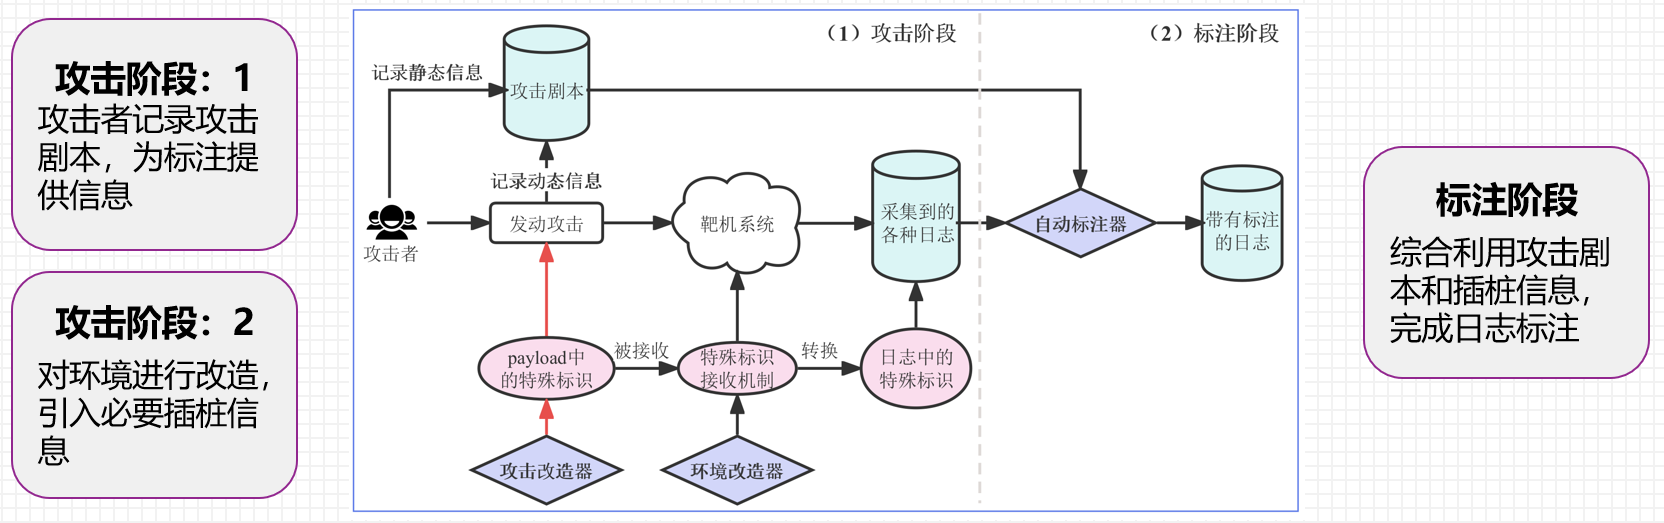 攻击阶段：1
攻击者记录攻击
剧本，为标注提
供信息
攻击阶段：2
对环境进行改造，
引入必要插桩信
息
（1）攻击阶段
（2）标注阶段
记录静态信息
攻击剧本
记录动态信息
攻击者
发动攻击
靶机系统
采集到的
各种日志
自动标注器
带有标注
的日志
payload中
的特殊标识
被接收
特殊标识
接收机制
转换
日志中的
特殊标识
攻击改造器
环境改造器
标注阶段
综合利用攻击剧
本和插桩信息，
完成日志标注